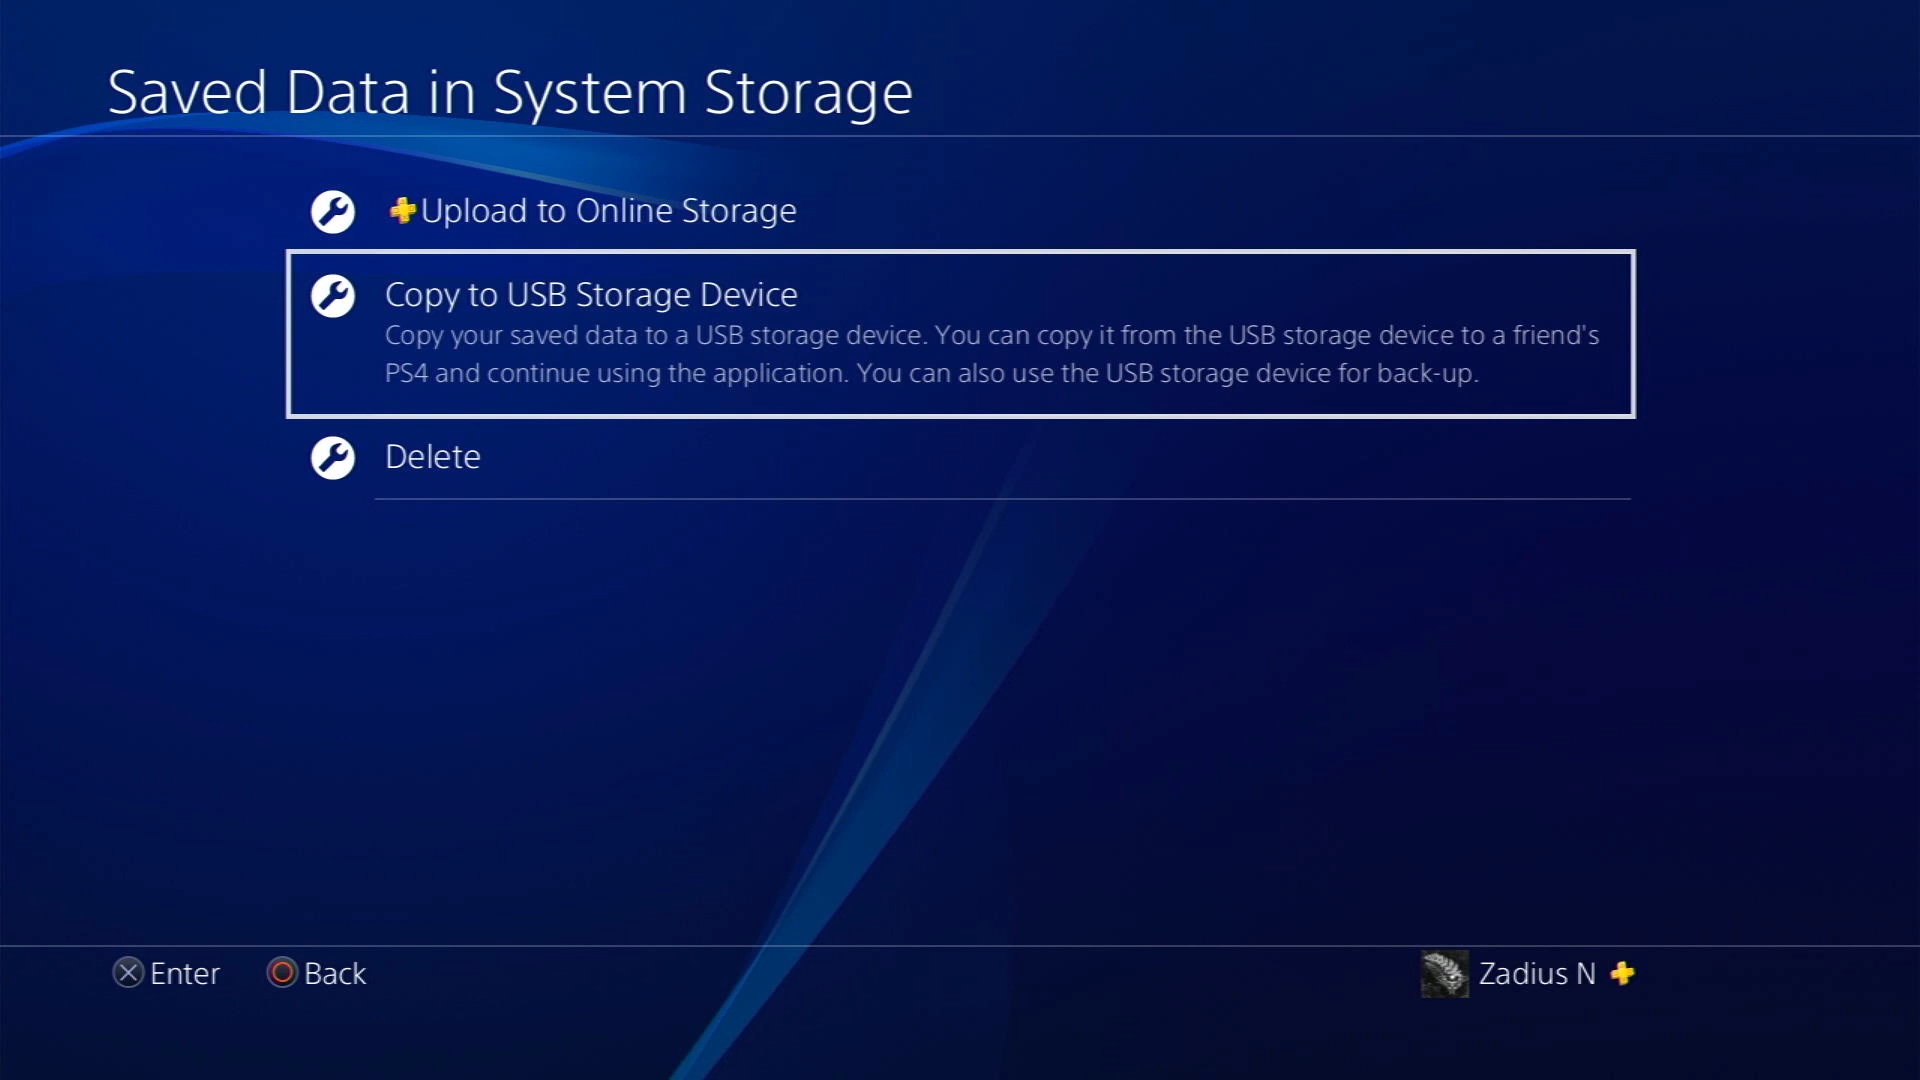 Saved Data in System Storage
Upload to Online Storage
Copy to USB Storage Device
Copy your saved data to a USB storage device. You can copy it from the USB storage device to a friend's
PS4 and continue using the application. You can also use the USB storage device for back-up.
Delete
Enter Back Zadius N